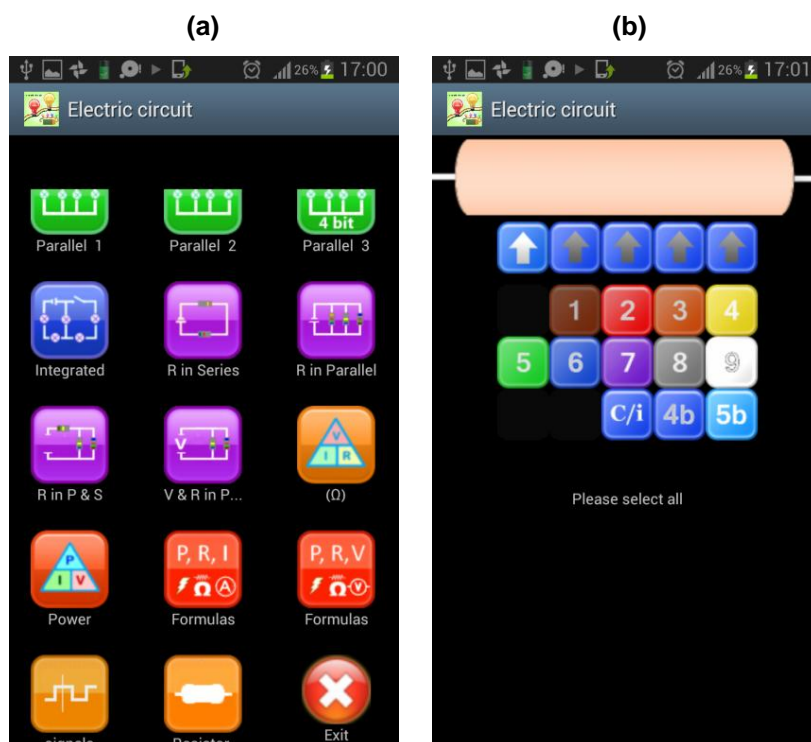 (a)
26% 17:00
Electric circuit
4 bit
Parallel 1 Parallel 2 Parallel 3
Integrated R in Series R in Parallel
V
V
I R
R in P & S V & R in P... (Ω)
P
I V
P, R, I
Ω A
P, R, V
Ω V
Power Formulas Formulas
signals Resistor Exit
(b)
26% 17:01
Electric circuit
1 2 3 4
5 6 7 8 9
C/i 4b 5b
Please select all